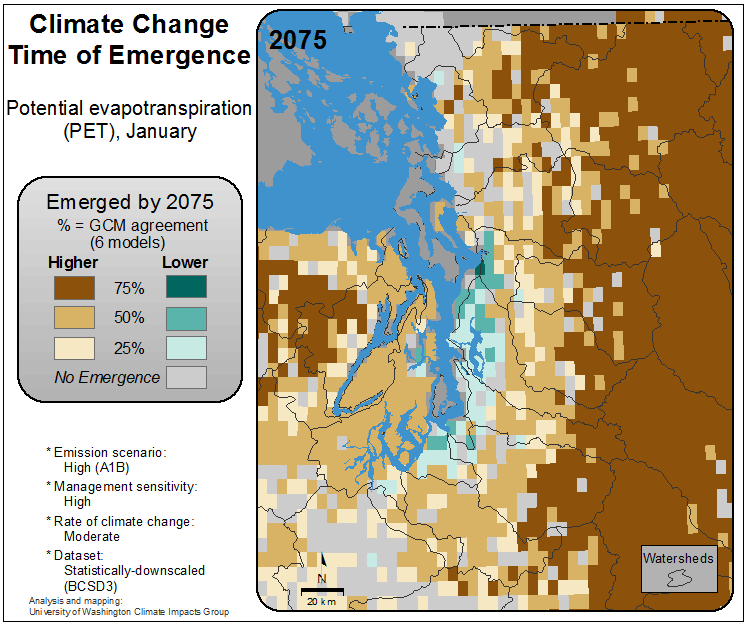 Climate Change
Time of Emergence
Potential evapotranspiration
(PET), January
Emerged by 2075
% = GCM agreement
(6 models)
Higher Lower
75%
50%
25%
No Emergence
* Emission scenario:
High (A1B)
* Management sensitivity:
High
* Rate of climate change:
Moderate
* Dataset:
Statistically-downscaled
(BCSD3)
Analysis and mapping:
University of Washington Climate Impacts Group
2075
N
20 km
Watersheds